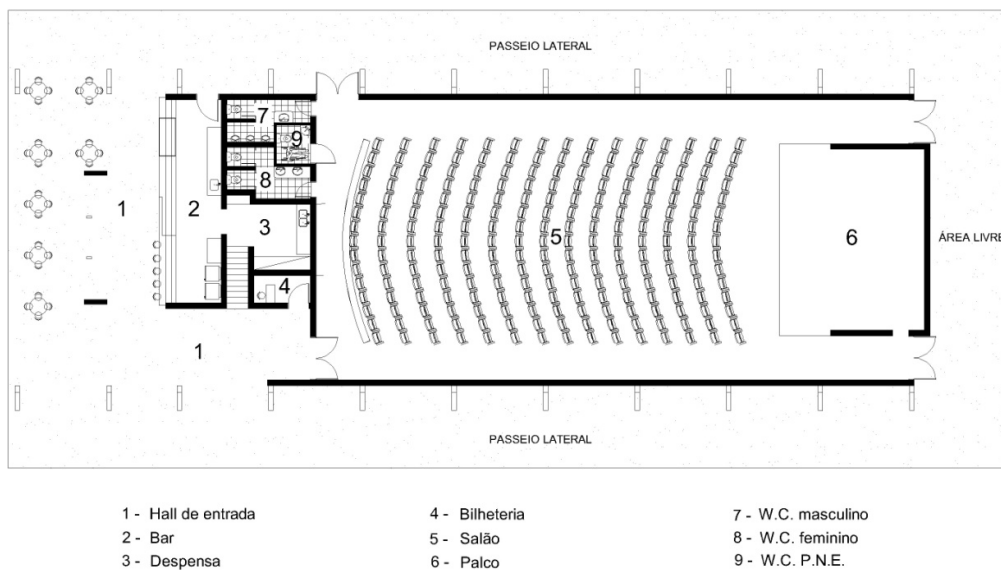 PASSEIO LATERAL
7
9
8
1
2
3
5
6
ÁREA LIVRE
4
1
PASSEIO LATERAL
1 - Hall de entrada
2 - Bar
3 - Despensa
4 - Bilheteria
5 - Salão
6 - Palco
7 - W.C. masculino
8 - W.C. feminino
9 - W.C. P.N.E.